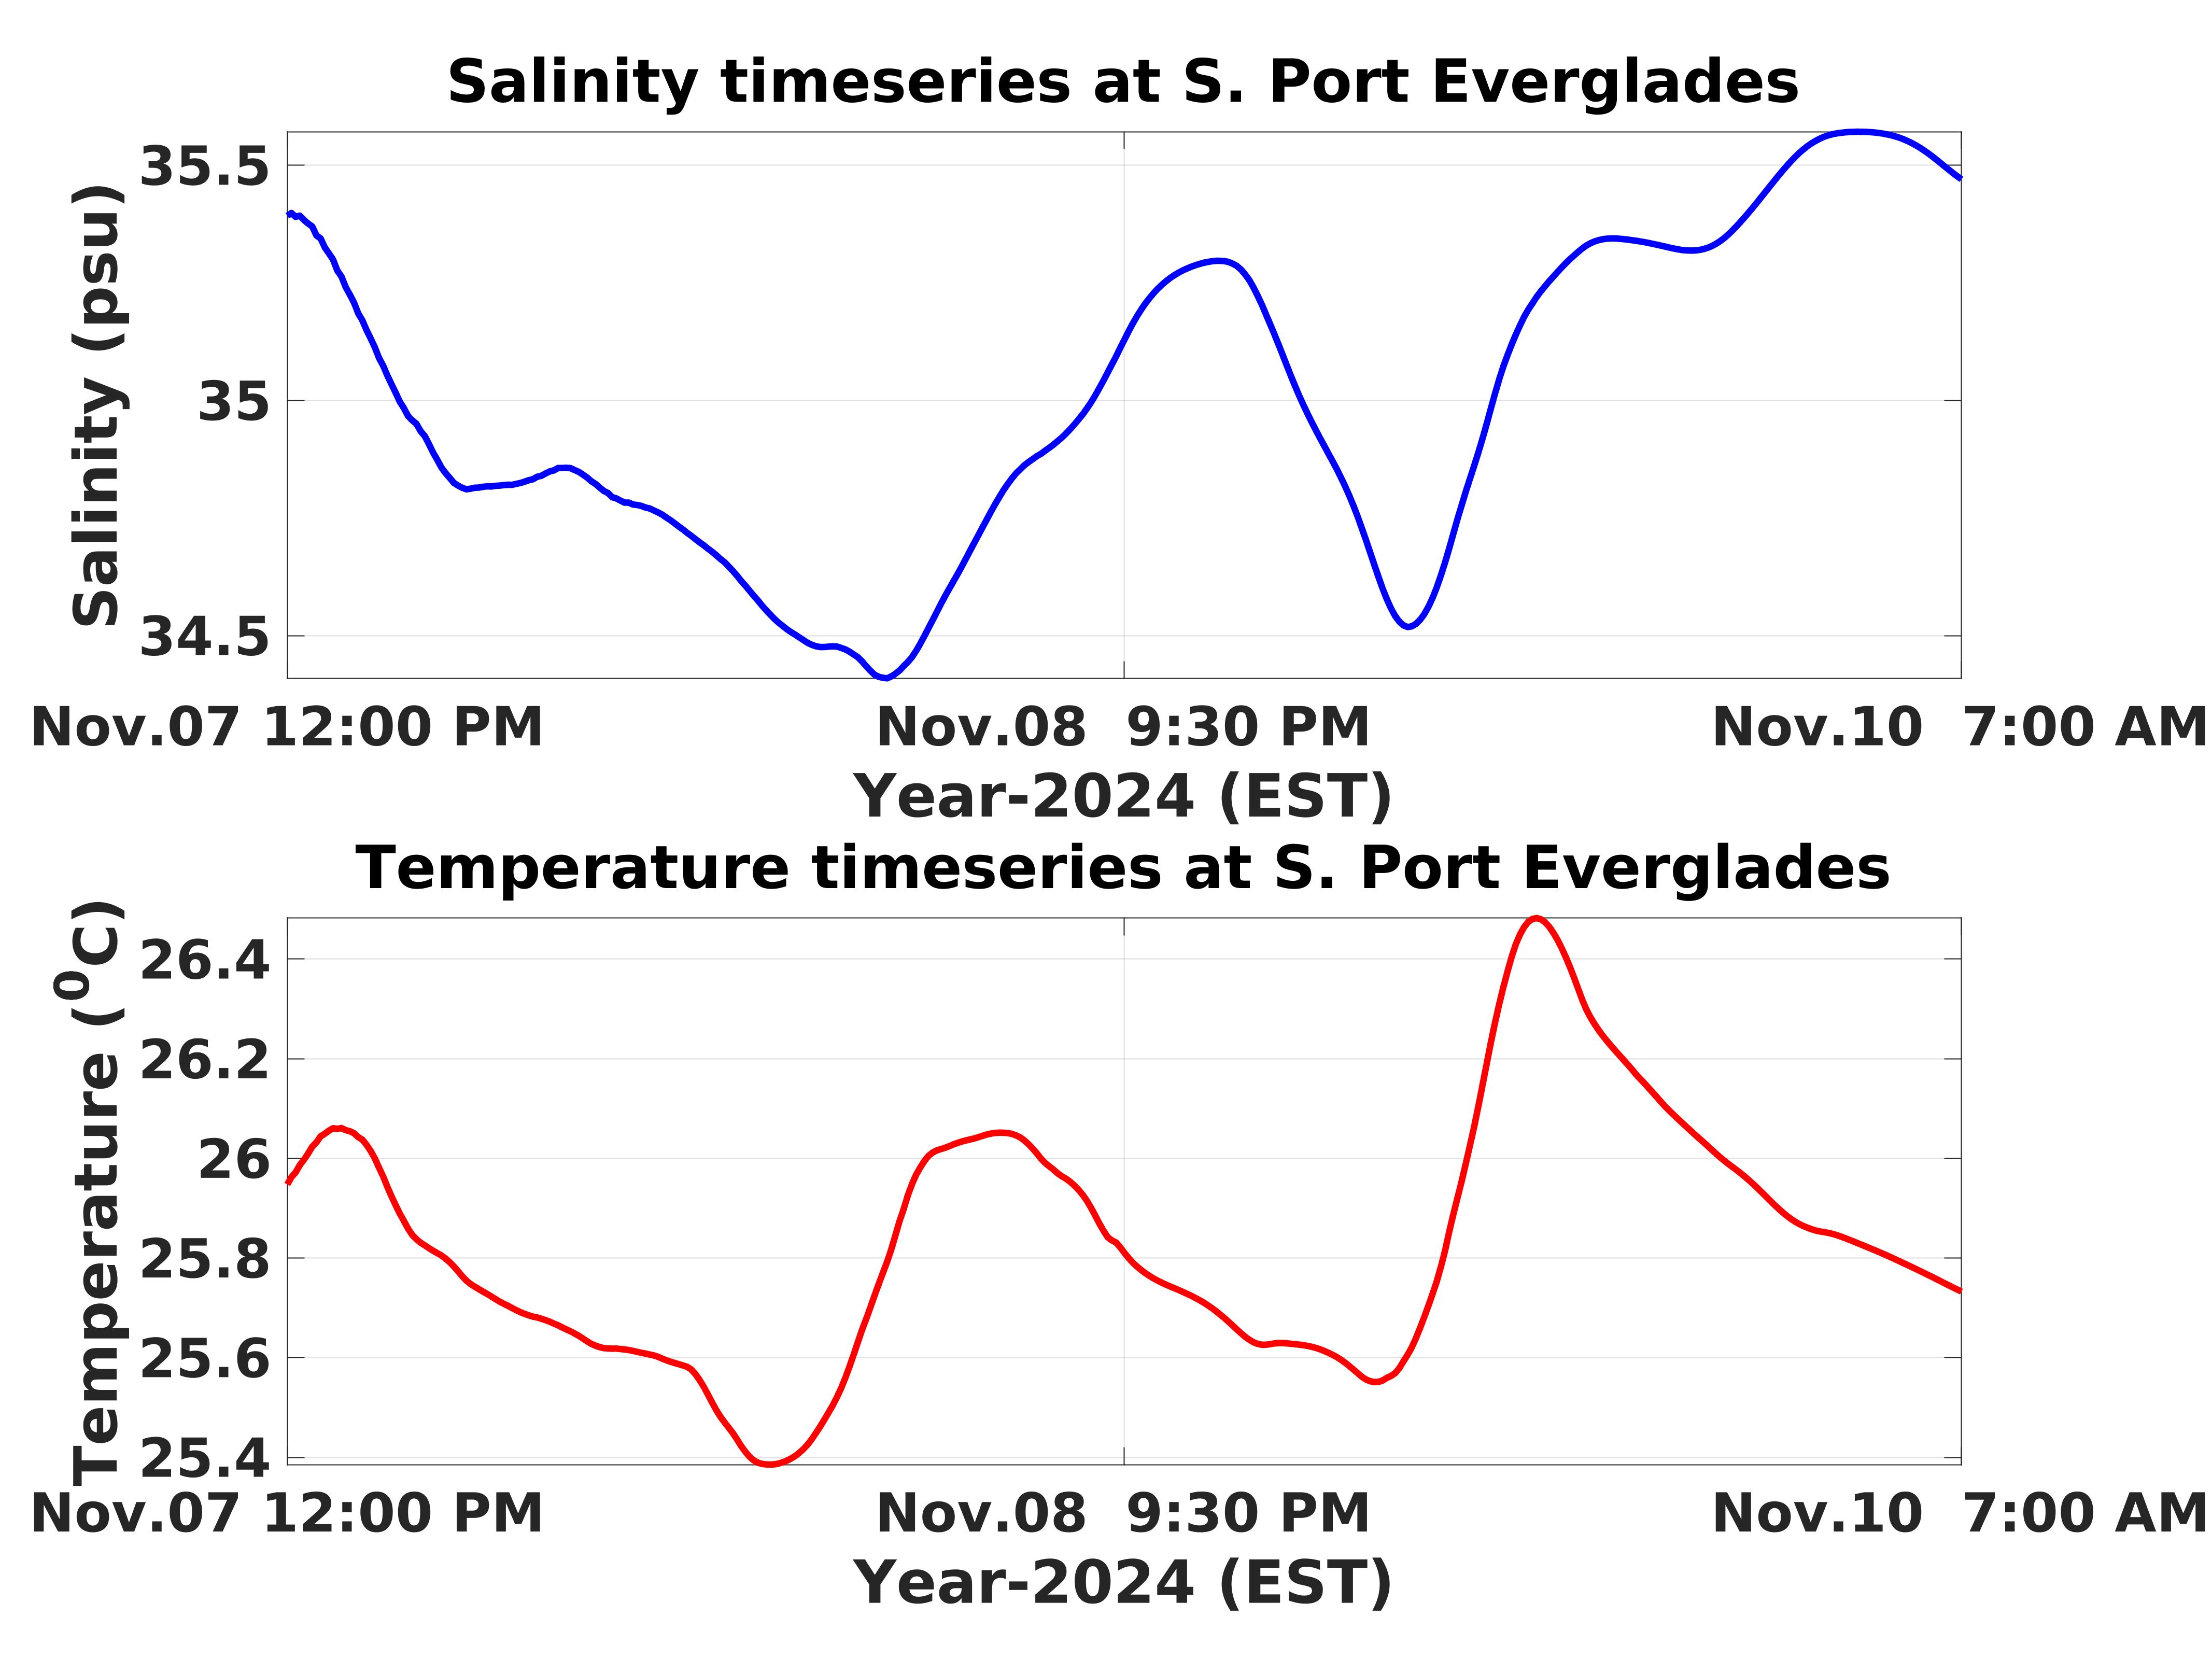 Salinity timeseries at S. Port Everglades
Salinity (psu)
35.5
35
34.5
Nov.07 12:00 PM Nov.08  9:30 PM Nov.10  7:00 AM
Year-2024 (EST)
Temperature timeseries at S. Port Everglades
Temperature (⁰C)
26.4
26.2
26
25.8
25.6
25.4
Nov.07 12:00 PM Nov.08  9:30 PM Nov.10  7:00 AM
Year-2024 (EST)